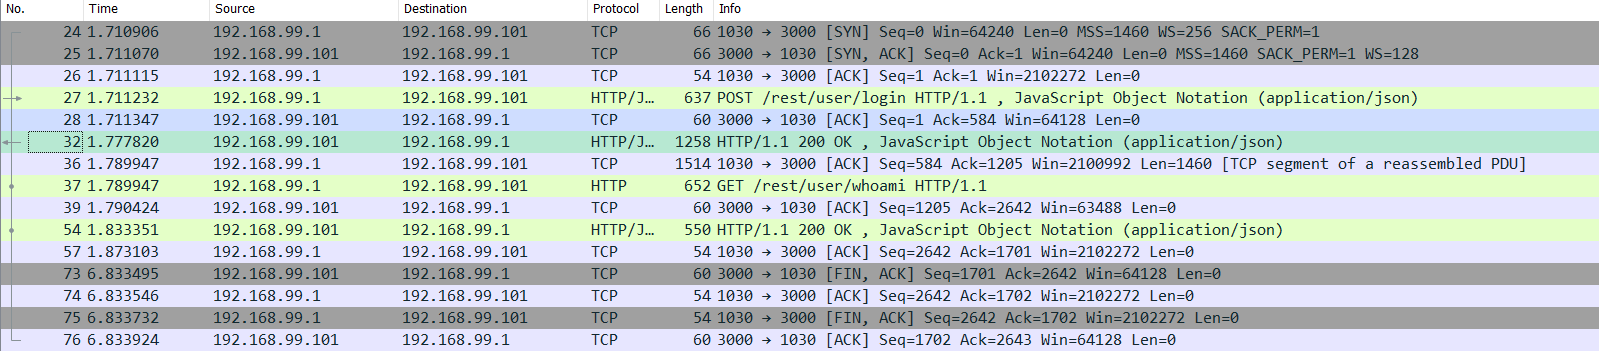 No. Time Source Destination Protocol Length Info
24 1.710906 192.168.99.1 192.168.99.101 TCP 66 1030 → 3000 [SYN] Seq=0 Win=64240 Len=0 MSS=1460 WS=256 SACK_PERM=1
25 1.711070 192.168.99.101 192.168.99.1 TCP 66 3000 → 1030 [SYN, ACK] Seq=0 Ack=1 Win=64240 Len=0 MSS=1460 SACK_PERM=1 WS=128
26 1.711115 192.168.99.1 192.168.99.101 TCP 54 1030 → 3000 [ACK] Seq=1 Ack=1 Win=2102272 Len=0
27 1.711232 192.168.99.1 192.168.99.101 HTTP/J… 637 POST /rest/user/login HTTP/1.1 , JavaScript Object Notation (application/json)
28 1.711347 192.168.99.101 192.168.99.1 TCP 60 3000 → 1030 [ACK] Seq=1 Ack=584 Win=64128 Len=0
32 1.777820 192.168.99.101 192.168.99.1 HTTP/J… 1258 HTTP/1.1 200 OK , JavaScript Object Notation (application/json)
36 1.789947 192.168.99.1 192.168.99.101 TCP 1514 1030 → 3000 [ACK] Seq=584 Ack=1205 Win=2100992 Len=1460 [TCP segment of a reassembled PDU]
37 1.789947 192.168.99.1 192.168.99.101 HTTP 652 GET /rest/user/whoami HTTP/1.1
39 1.790424 192.168.99.101 192.168.99.1 TCP 60 3000 → 1030 [ACK] Seq=1205 Ack=2642 Win=63488 Len=0
54 1.833351 192.168.99.101 192.168.99.1 HTTP/J… 550 HTTP/1.1 200 OK , JavaScript Object Notation (application/json)
57 1.873103 192.168.99.1 192.168.99.101 TCP 54 1030 → 3000 [ACK] Seq=2642 Ack=1701 Win=2102272 Len=0
73 6.833495 192.168.99.101 192.168.99.1 TCP 60 3000 → 1030 [FIN, ACK] Seq=1701 Ack=2642 Win=64128 Len=0
74 6.833546 192.168.99.1 192.168.99.101 TCP 54 1030 → 3000 [ACK] Seq=2642 Ack=1702 Win=2102272 Len=0
75 6.833732 192.168.99.1 192.168.99.101 TCP 54 1030 → 3000 [FIN, ACK] Seq=2642 Ack=1702 Win=2102272 Len=0
76 6.833924 192.168.99.101 192.168.99.1 TCP 60 3000 → 1030 [ACK] Seq=1702 Ack=2643 Win=64128 Len=0